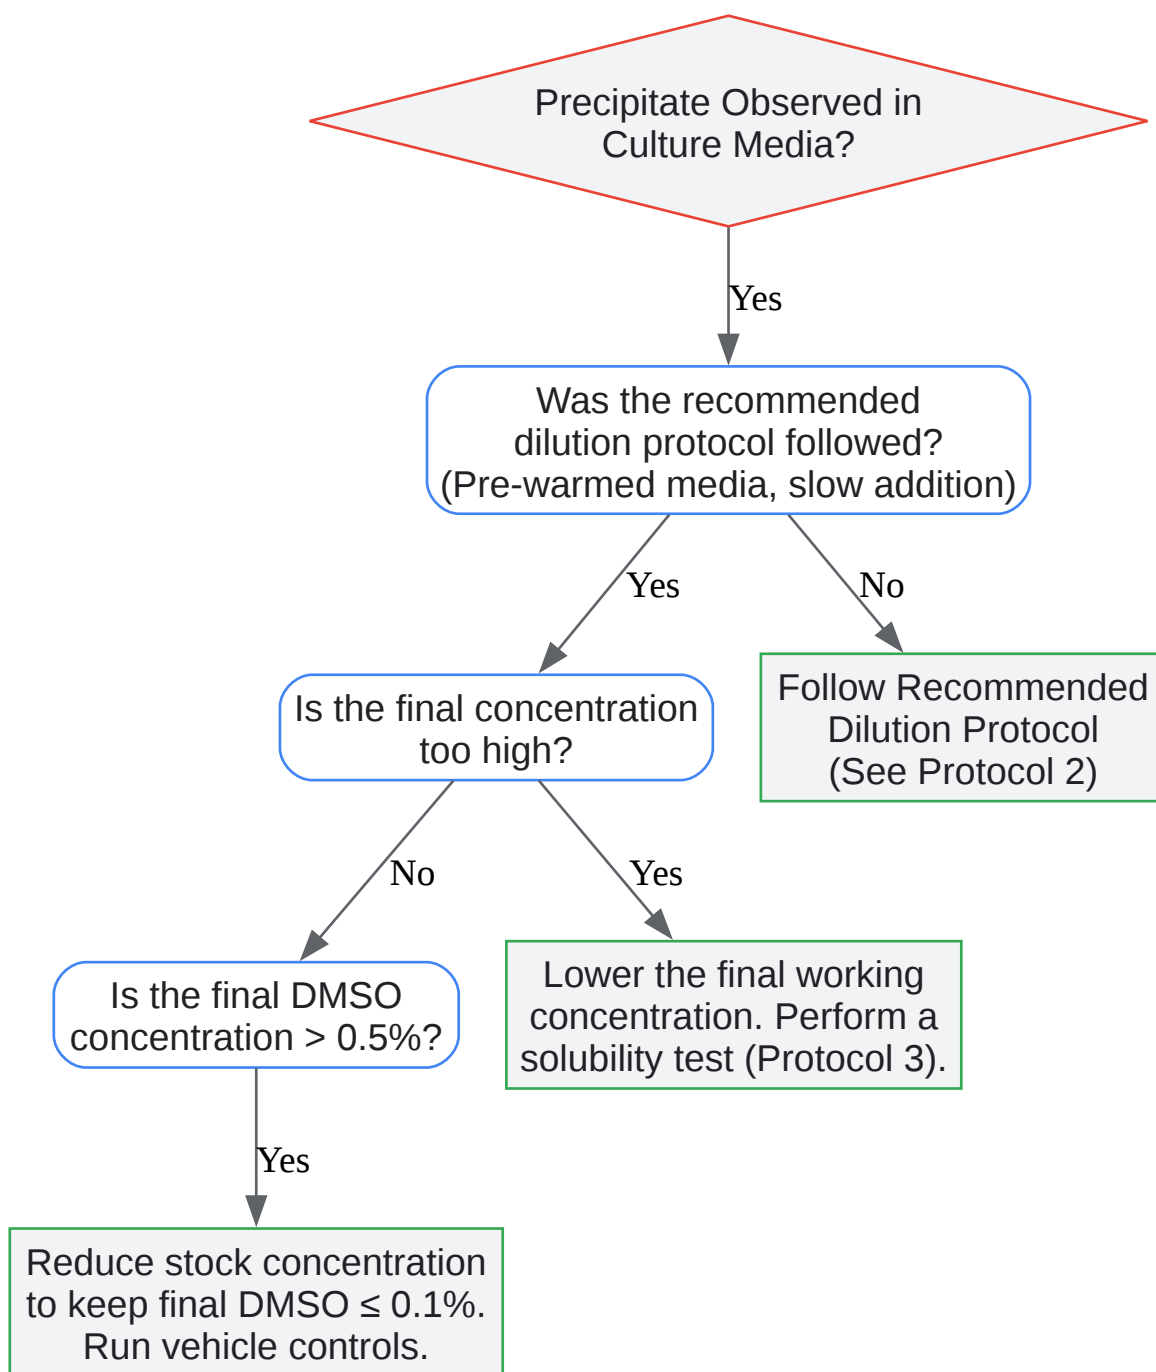 Precipitate Observed in
Culture Media?
Yes
Was the recommended
dilution protocol followed?
(Pre-warmed media, slow addition)
Yes
No
Is the final concentration
too high?
Follow Recommended
Dilution Protocol
(See Protocol 2)
No
Yes
Is the final DMSO
concentration > 0.5%?
Lower the final working
concentration. Perform a
solubility test (Protocol 3).
Yes
Reduce stock concentration
to keep final DMSO ≤ 0.1%.
Run vehicle controls.